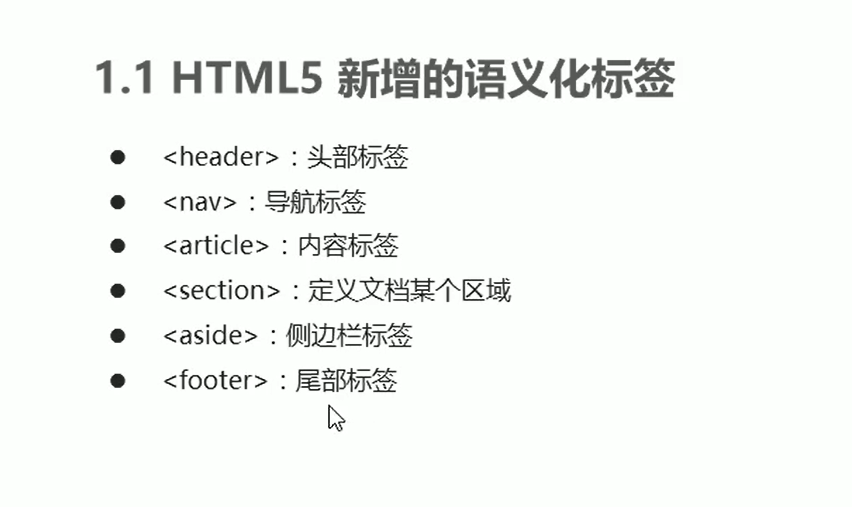 1.1 HTML5 新增的语义化标签
● <header>：头部标签
● <nav>：导航标签
● <article>：内容标签
● <section>：定义文档某个区域
● <aside>：侧边栏标签
● <footer>：尾部标签